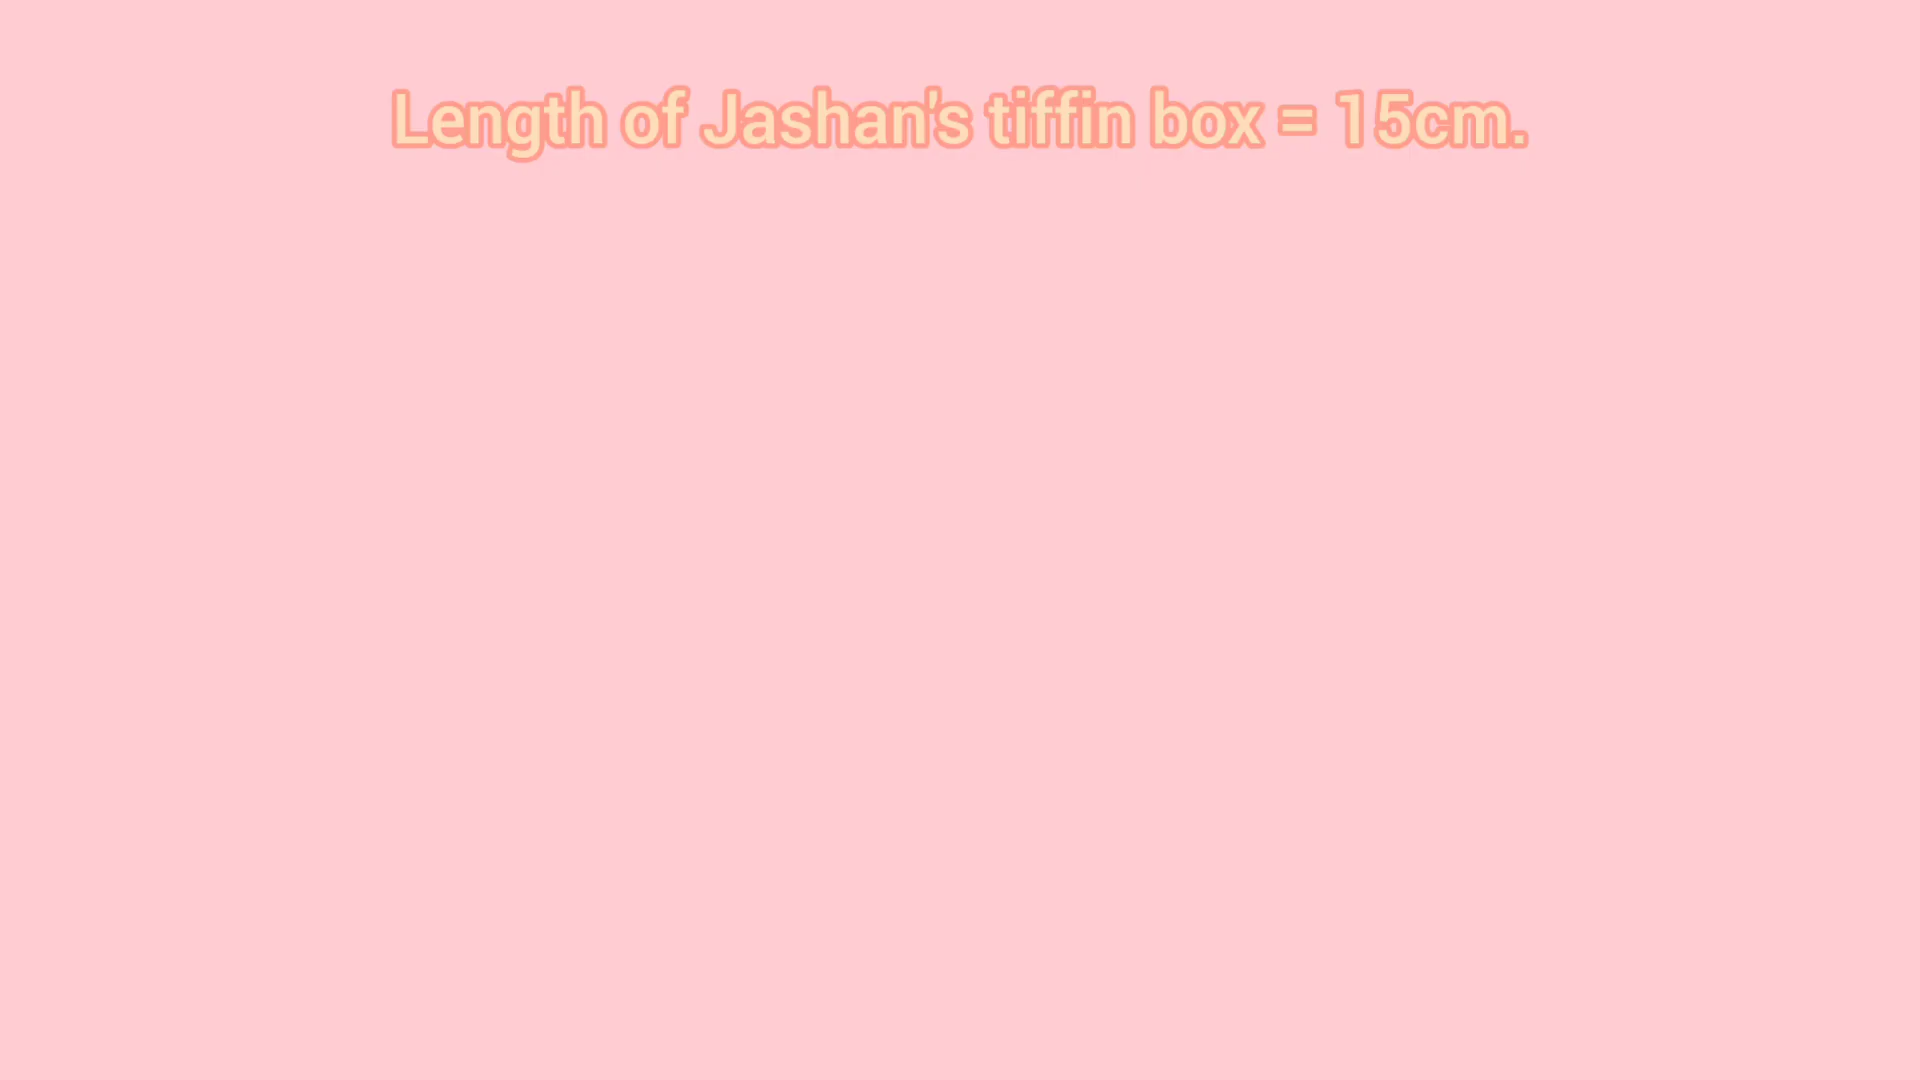 Length of Jashan's tiffin box = 15cm.